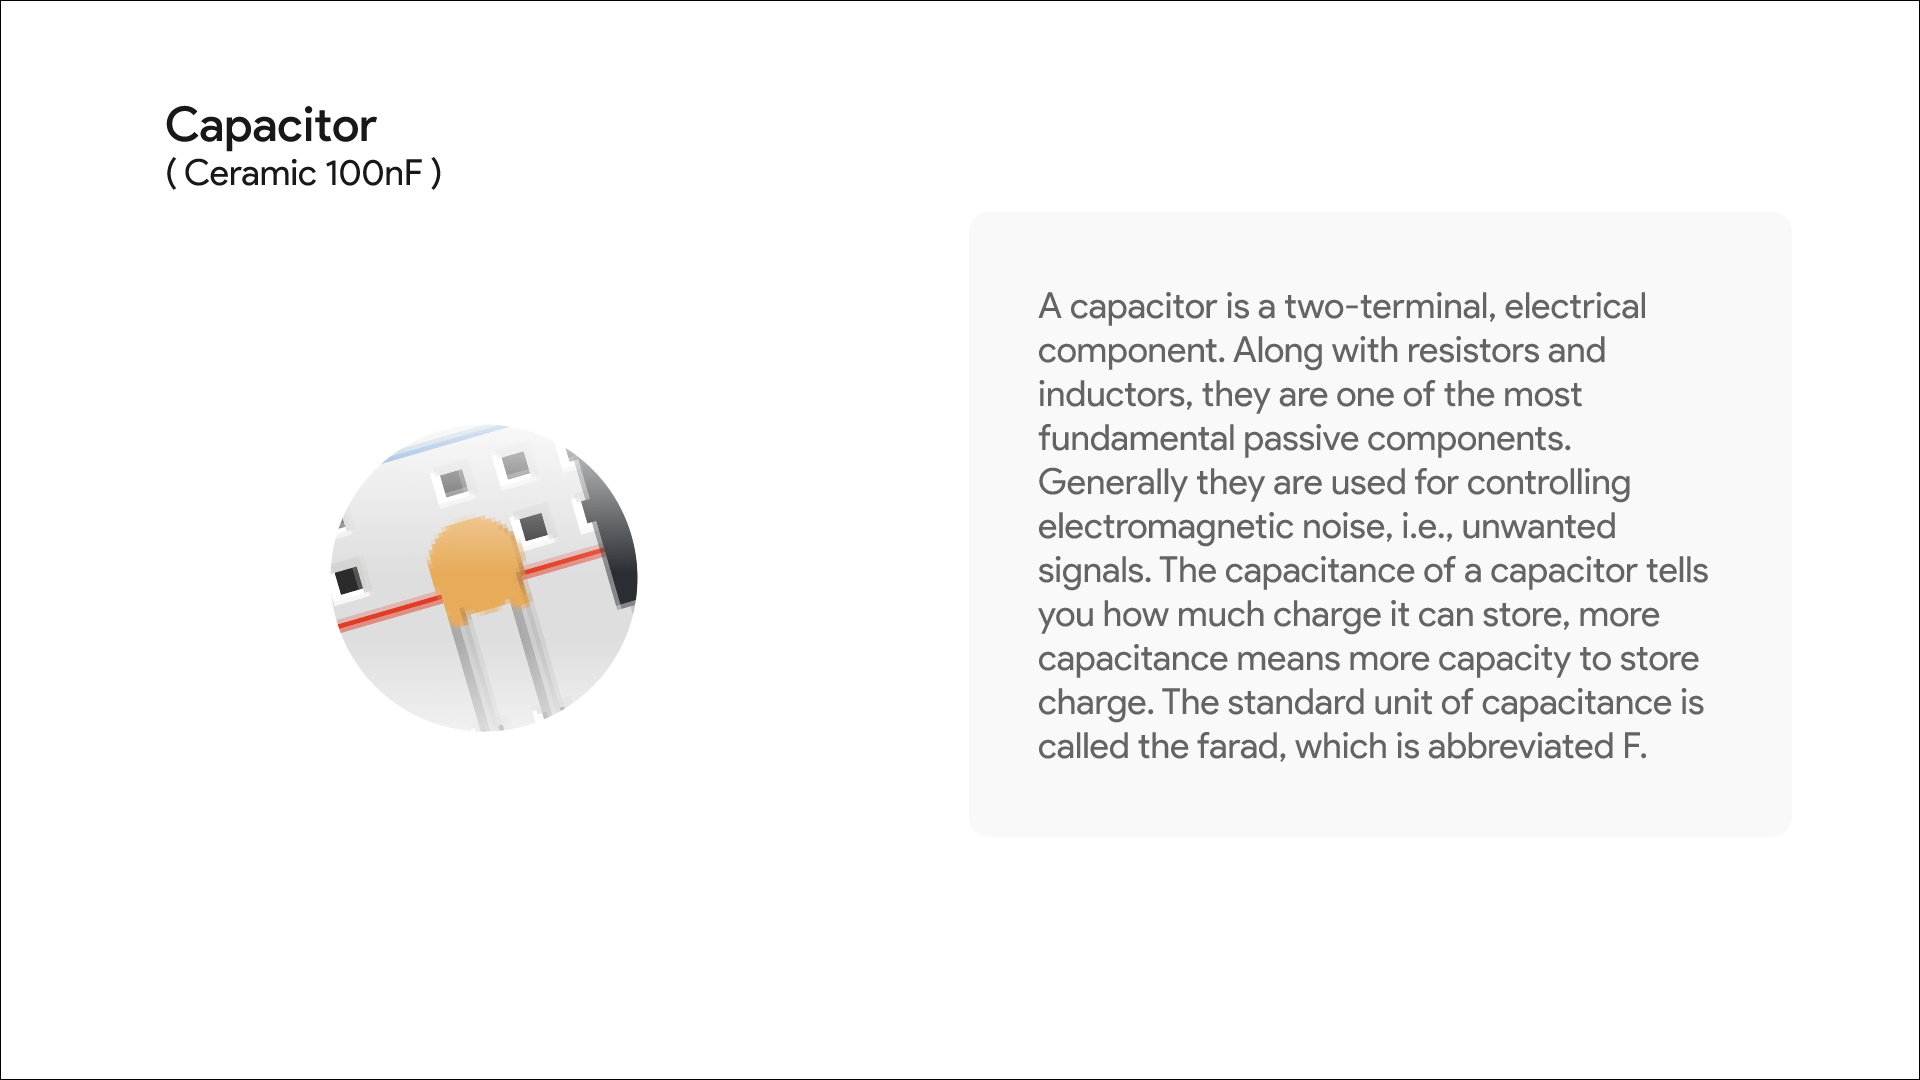 Capacitor
( Ceramic 100nF )
A capacitor is a two-terminal, electrical
component. Along with resistors and
inductors, they are one of the most
fundamental passive components.
Generally they are used for controlling
electromagnetic noise, i.e., unwanted
signals. The capacitance of a capacitor tells
you how much charge it can store, more
capacitance means more capacity to store
charge. The standard unit of capacitance is
called the farad, which is abbreviated F.